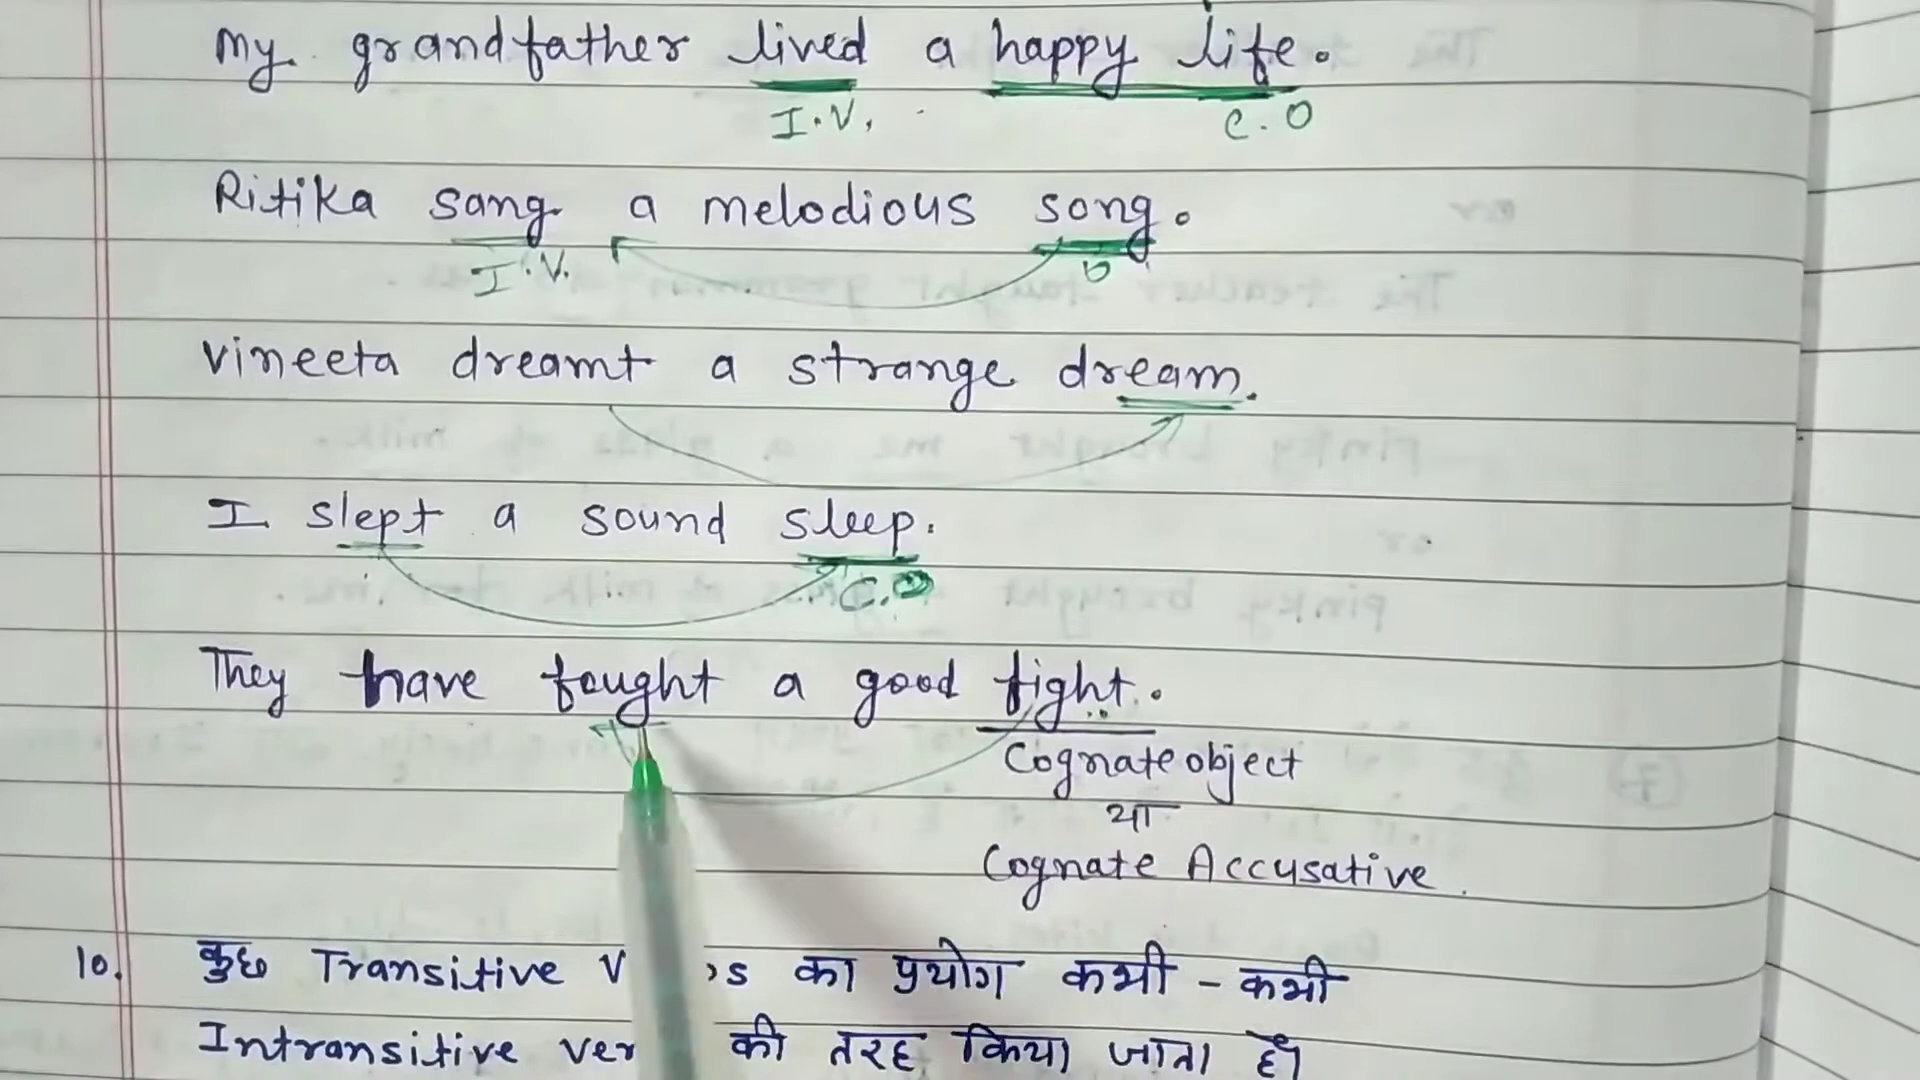 My grandfather lived a happy life.
I.V. C.O
Ritika sang a melodious song.
I.V. O
Vineeta dreamt a strange dream.
I slept a sound sleep.
C.O
They have fought a good fight.
Cognate object
या
Cognate Accusative.
10. कुछ Transitive का प्रयोग कभी - कभी
Intransitive की तरह किया जाता है।